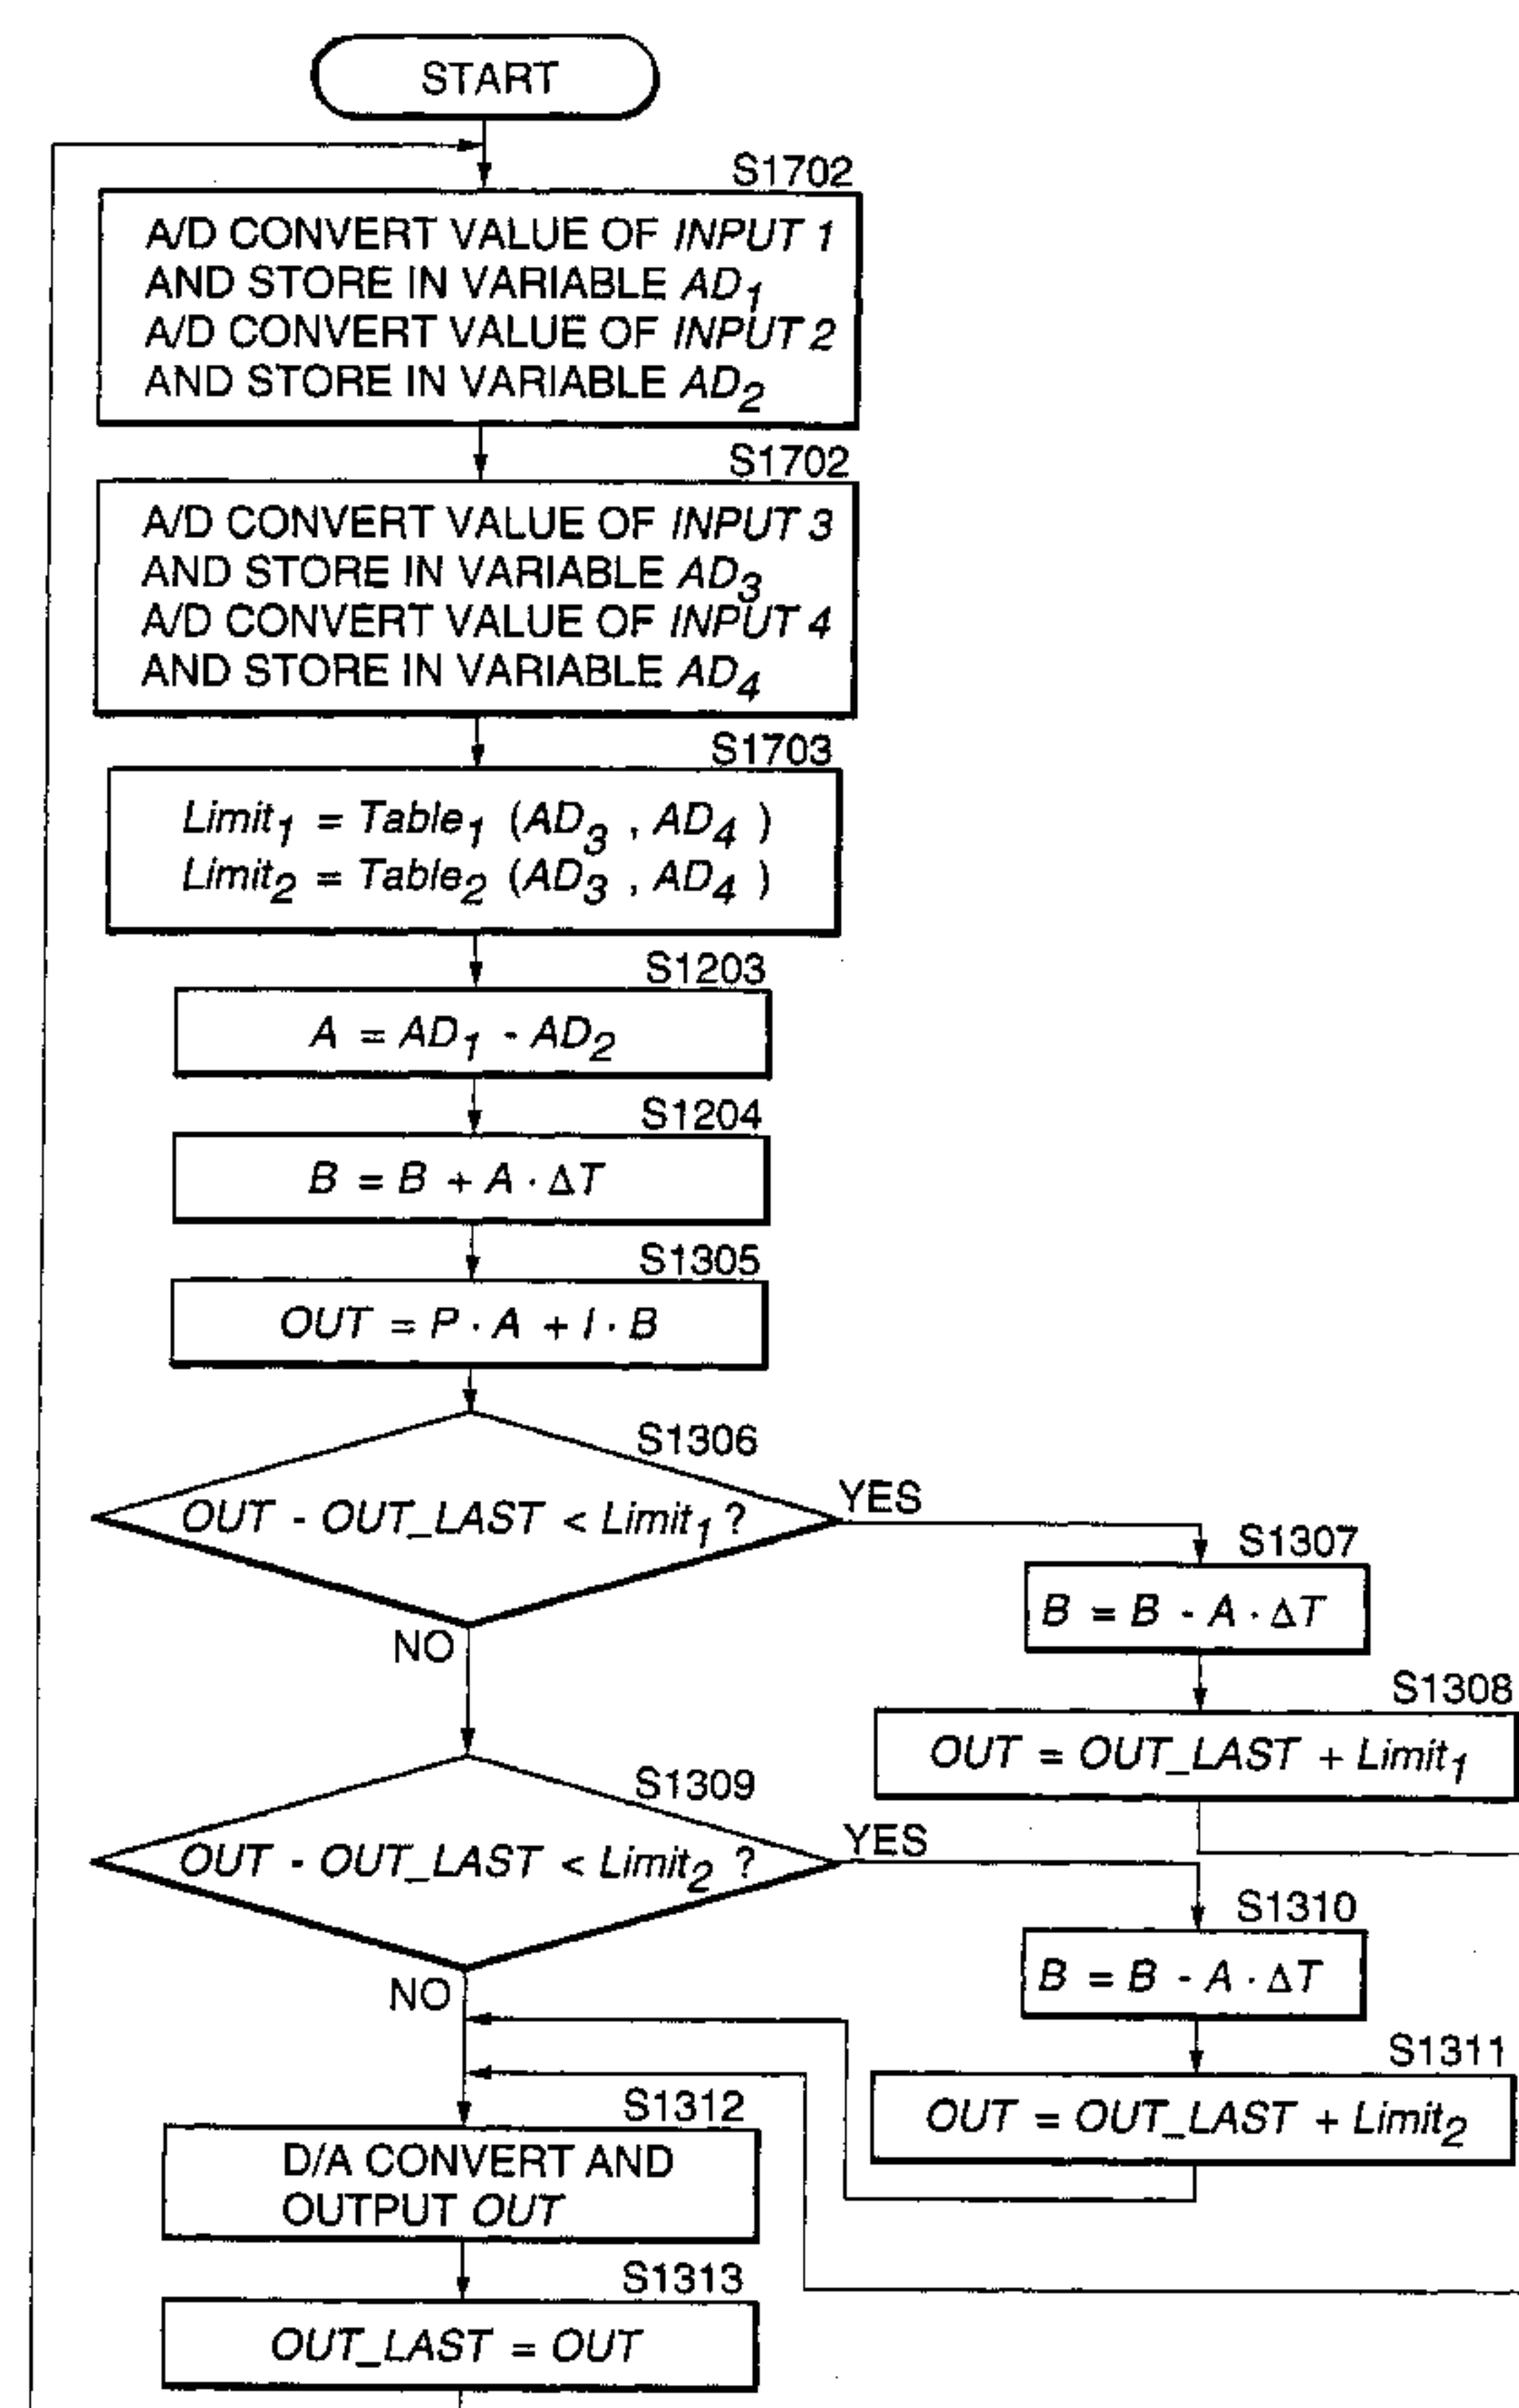 START
S1702
A/D CONVERT VALUE OF INPUT 1
AND STORE IN VARIABLE AD1
A/D CONVERT VALUE OF INPUT 2
AND STORE IN VARIABLE AD2
S1702
A/D CONVERT VALUE OF INPUT 3
AND STORE IN VARIABLE AD3
A/D CONVERT VALUE OF INPUT 4
AND STORE IN VARIABLE AD4
S1703
Limit1 = Table1 (AD3 , AD4 )
Limit2 = Table2 (AD3 , AD4 )
S1203
A = AD1 - AD2
S1204
B = B + A · ΔT
S1305
OUT = P · A + I · B
S1306
OUT - OUT_LAST < Limit1 ?
YES
NO
S1307
B = B - A · ΔT
S1308
OUT = OUT_LAST + Limit1
S1309
OUT - OUT_LAST < Limit2 ?
YES
NO
S1310
B = B - A · ΔT
S1311
OUT = OUT_LAST + Limit2
S1312
D/A CONVERT AND
OUTPUT OUT
S1313
OUT_LAST = OUT